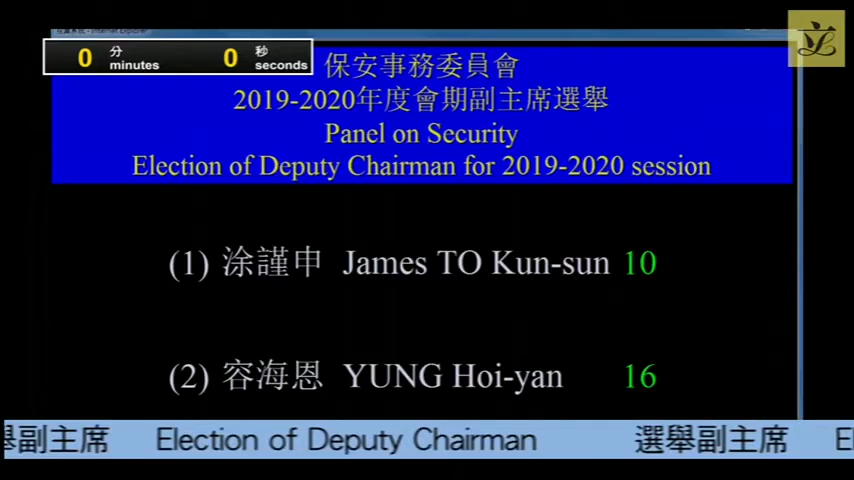 0 分 minutes 0 秒 seconds
保安事務委員會
2019-2020年度會期副主席選舉
Panel on Security
Election of Deputy Chairman for 2019-2020 session
(1) 涂謹申 James TO Kun-sun 10
(2) 容海恩 YUNG Hoi-yan 16
舉副主席 Election of Deputy Chairman 選舉副主席 E